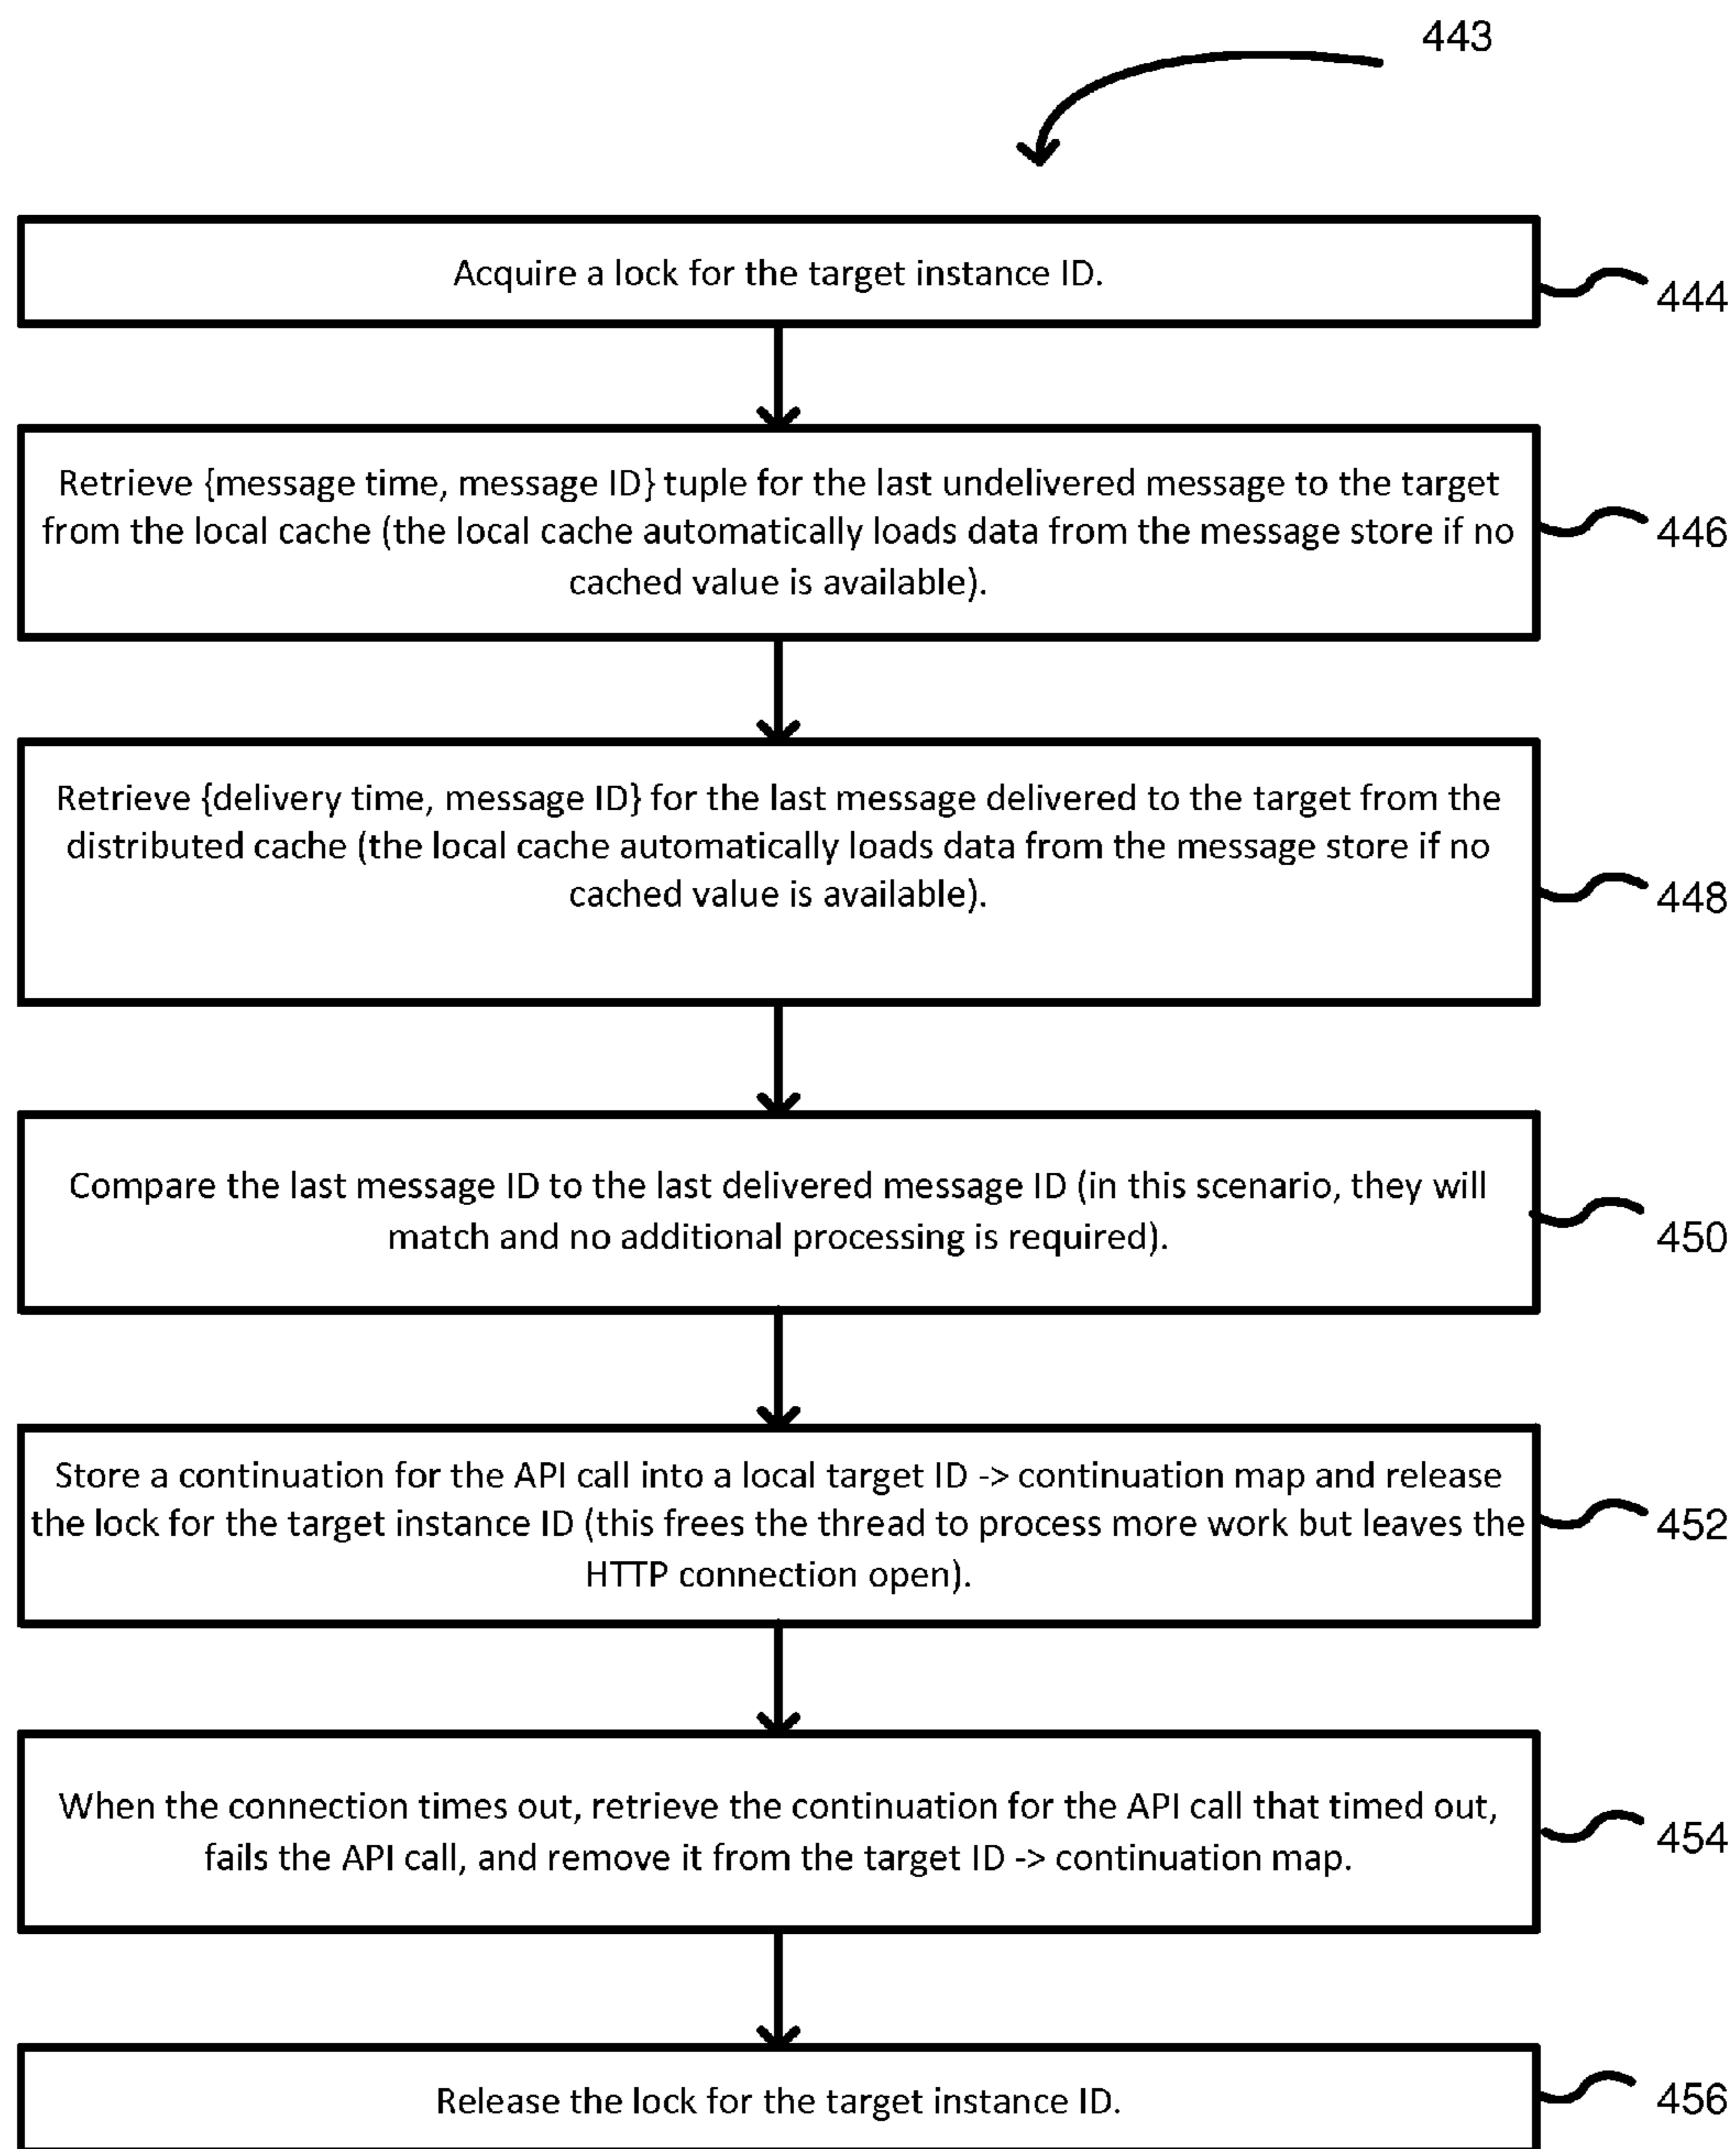 443
Acquire a lock for the target instance ID.
444
Retrieve {message time, message ID} tuple for the last undelivered message to the target
from the local cache (the local cache automatically loads data from the message store if no
cached value is available).
446
Retrieve {delivery time, message ID} for the last message delivered to the target from the
distributed cache (the local cache automatically loads data from the message store if no
cached value is available).
448
Compare the last message ID to the last delivered message ID (in this scenario, they will
match and no additional processing is required).
450
Store a continuation for the API call into a local target ID -> continuation map and release
the lock for the target instance ID (this frees the thread to process more work but leaves the
HTTP connection open).
452
When the connection times out, retrieve the continuation for the API call that timed out,
fails the API call, and remove it from the target ID -> continuation map.
454
Release the lock for the target instance ID.
456